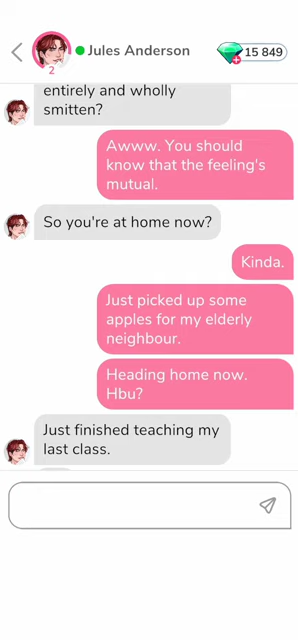 Jules Anderson
15 849
2
entirely and wholly
smitten?
Awww. You should
know that the feeling's
mutual.
So you're at home now?
Kinda.
Just picked up some
apples for my elderly
neighbour.
Heading home now.
Hbu?
Just finished teaching my
last class.